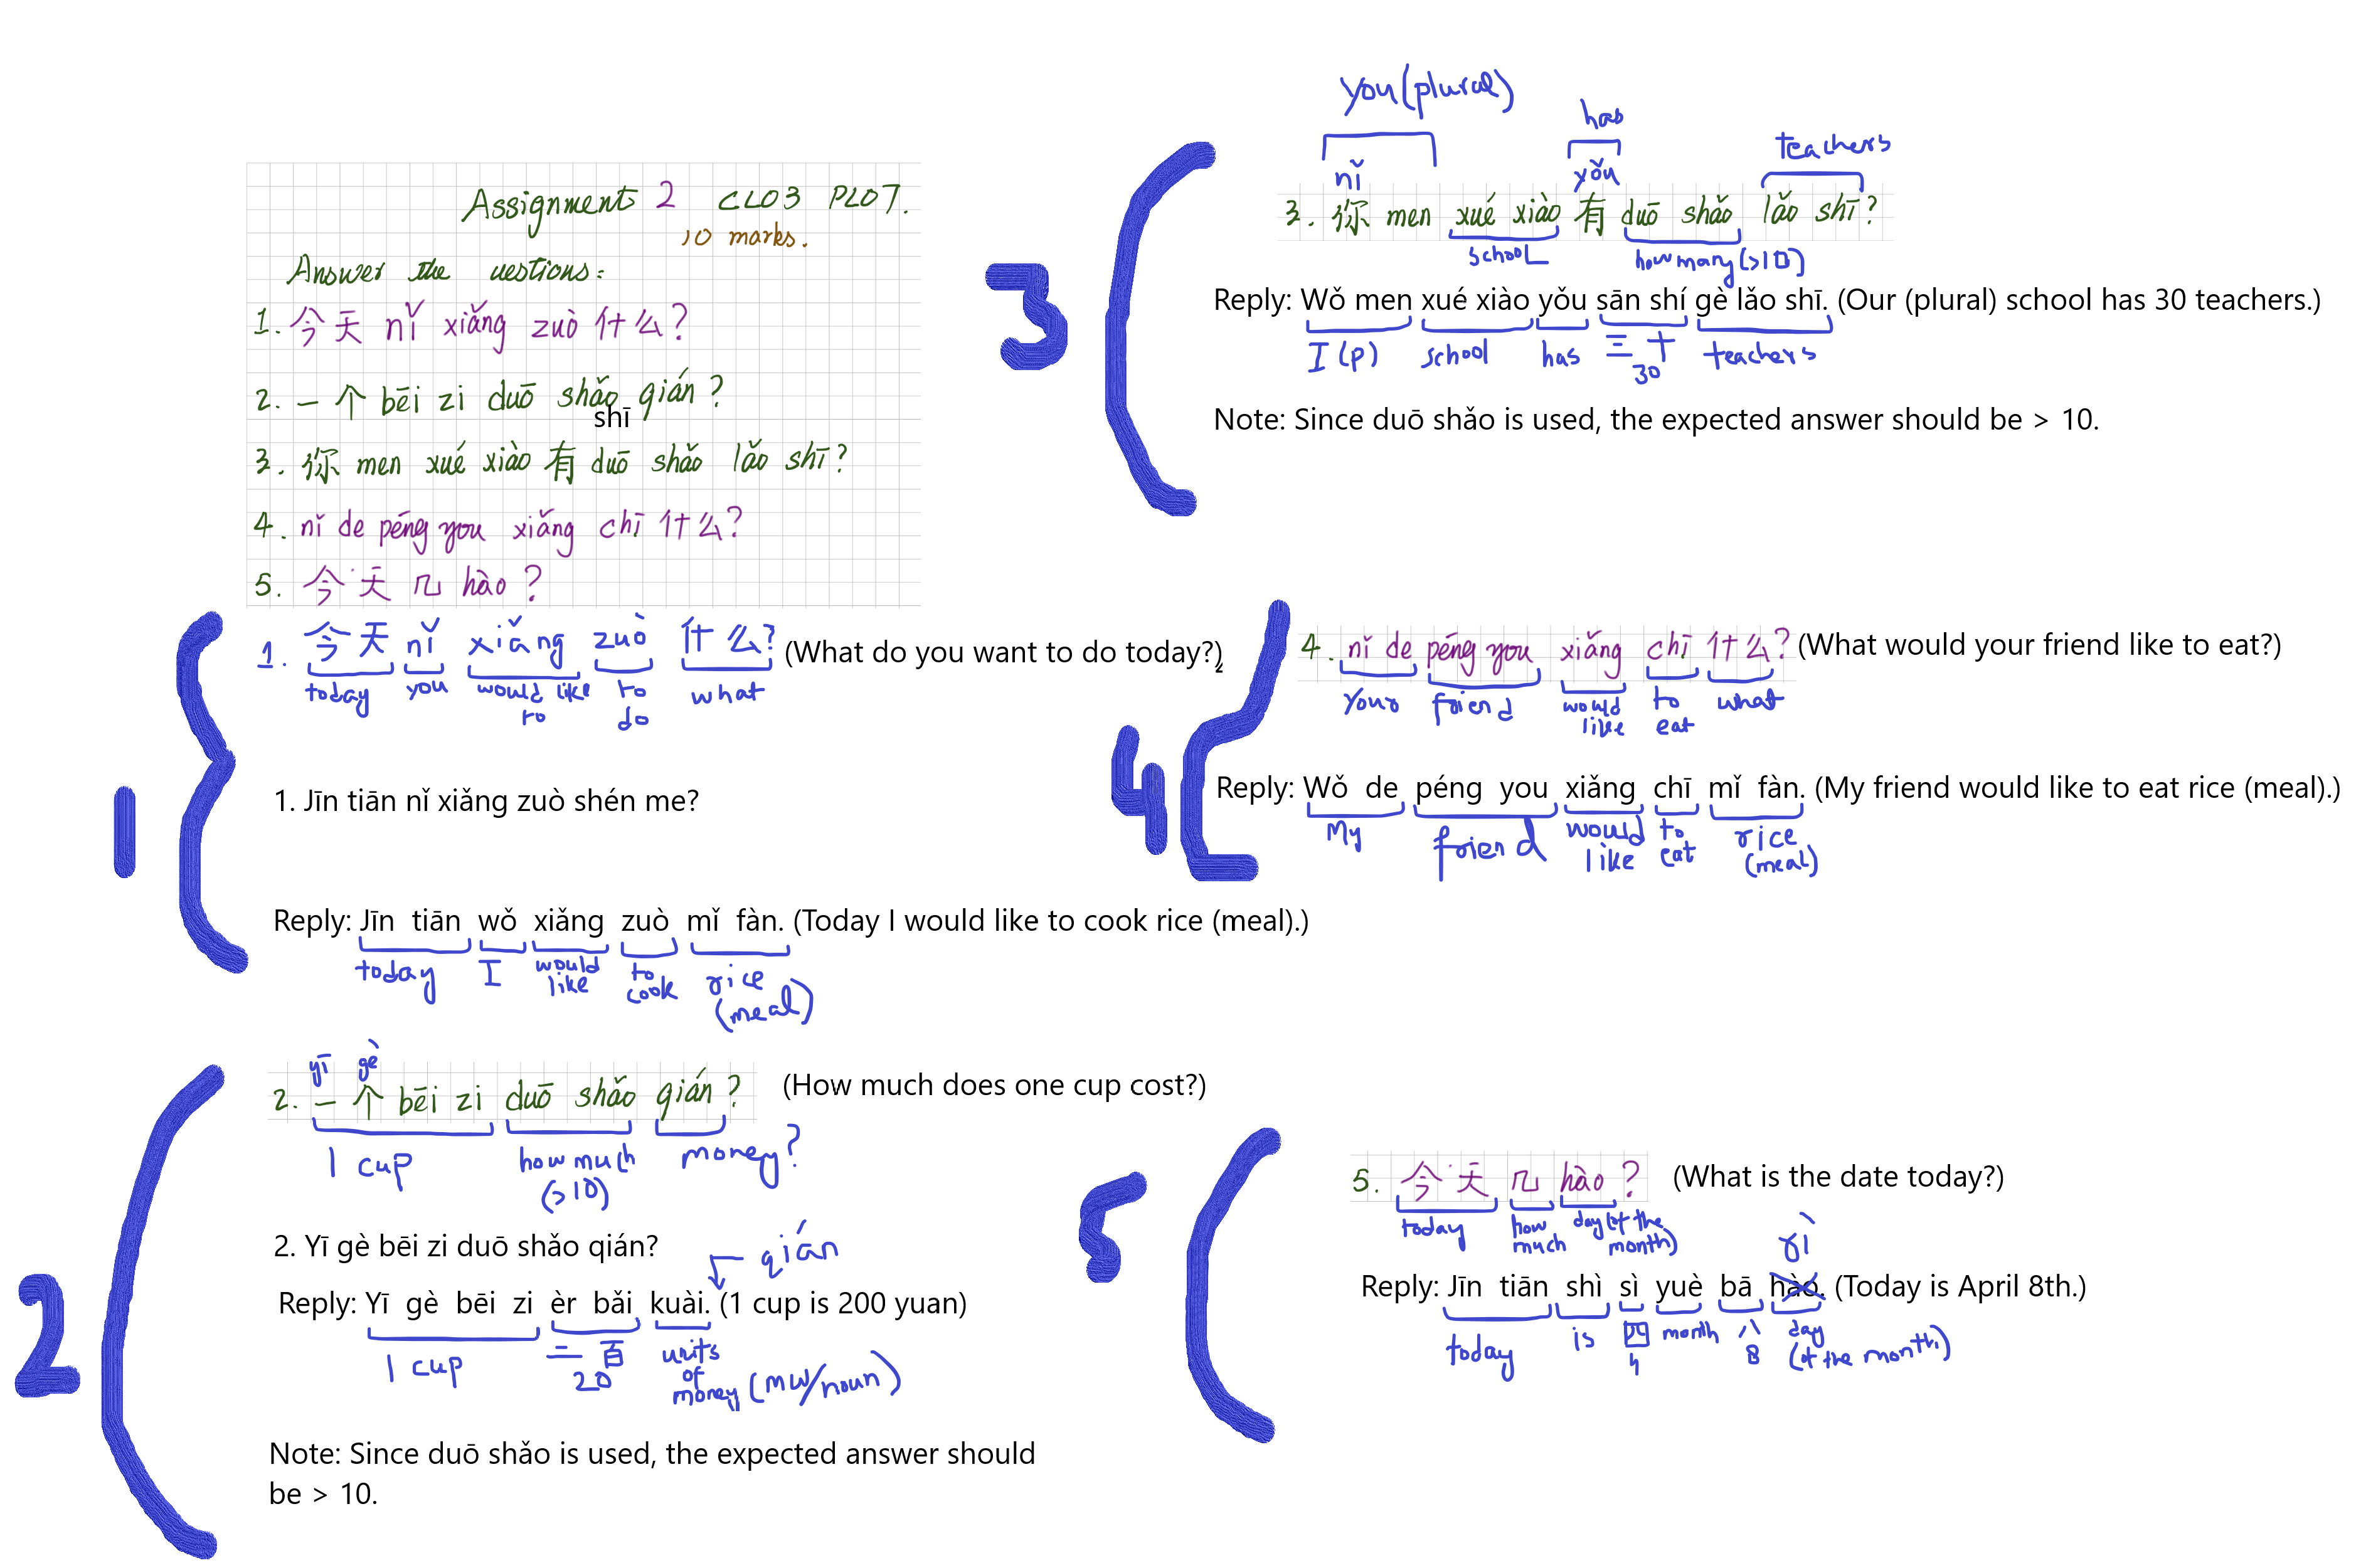 Assignment 2 CLO3 PLO7.
10 marks.
Answer the uestions:
1. 今天 nǐ xiǎng zuò 什么?
2. 一个 bēi zi duō shǎo qián?
shī
3. 你 men xué xiào 有 duō shǎo lǎo shī?
4. nǐ de péng you xiǎng chī 什么?
5. 今天 几 hào?
1
1. 今天 nǐ xiǎng zuò 什么? (What do you want to do today?)
today you would like to to do what
1. Jīn tiān nǐ xiǎng zuò shén me?
Reply: Jīn tiān wǒ xiǎng zuò mǐ fàn. (Today I would like to cook rice (meal).)
today I would like to cook rice (meal)
2
yī gè
2. 一个 bēi zi duō shǎo qián? (How much does one cup cost?)
1 cup how much (>10) money?
2. Yī gè bēi zi duō shǎo qián?
qián
Reply: Yī gè bēi zi èr bǎi kuài. (1 cup is 200 yuan)
1 cup 二百 20 units of money (mw/noun)
Note: Since duō shǎo is used, the expected answer should
be > 10.
3
you (plural) has teachers
nǐ yǒu
3. 你 men xué xiào 有 duō shǎo lǎo shī?
school how many (>10)
Reply: Wǒ men xué xiào yǒu sān shí gè lǎo shī. (Our (plural) school has 30 teachers.)
I (p) school has 三十 30 teachers
Note: Since duō shǎo is used, the expected answer should be > 10.
4
4. nǐ de péng you xiǎng chī 什么? (What would your friend like to eat?)
your friend would like to eat what
Reply: Wǒ de péng you xiǎng chī mǐ fàn. (My friend would like to eat rice (meal).)
My friend would like to eat rice (meal)
5
5. 今天 几 hào? (What is the date today?)
today how much day (of the month)
rì
Reply: Jīn tiān shì sì yuè bā hào. (Today is April 8th.)
today is 四 4 month 八 8 day (of the month)